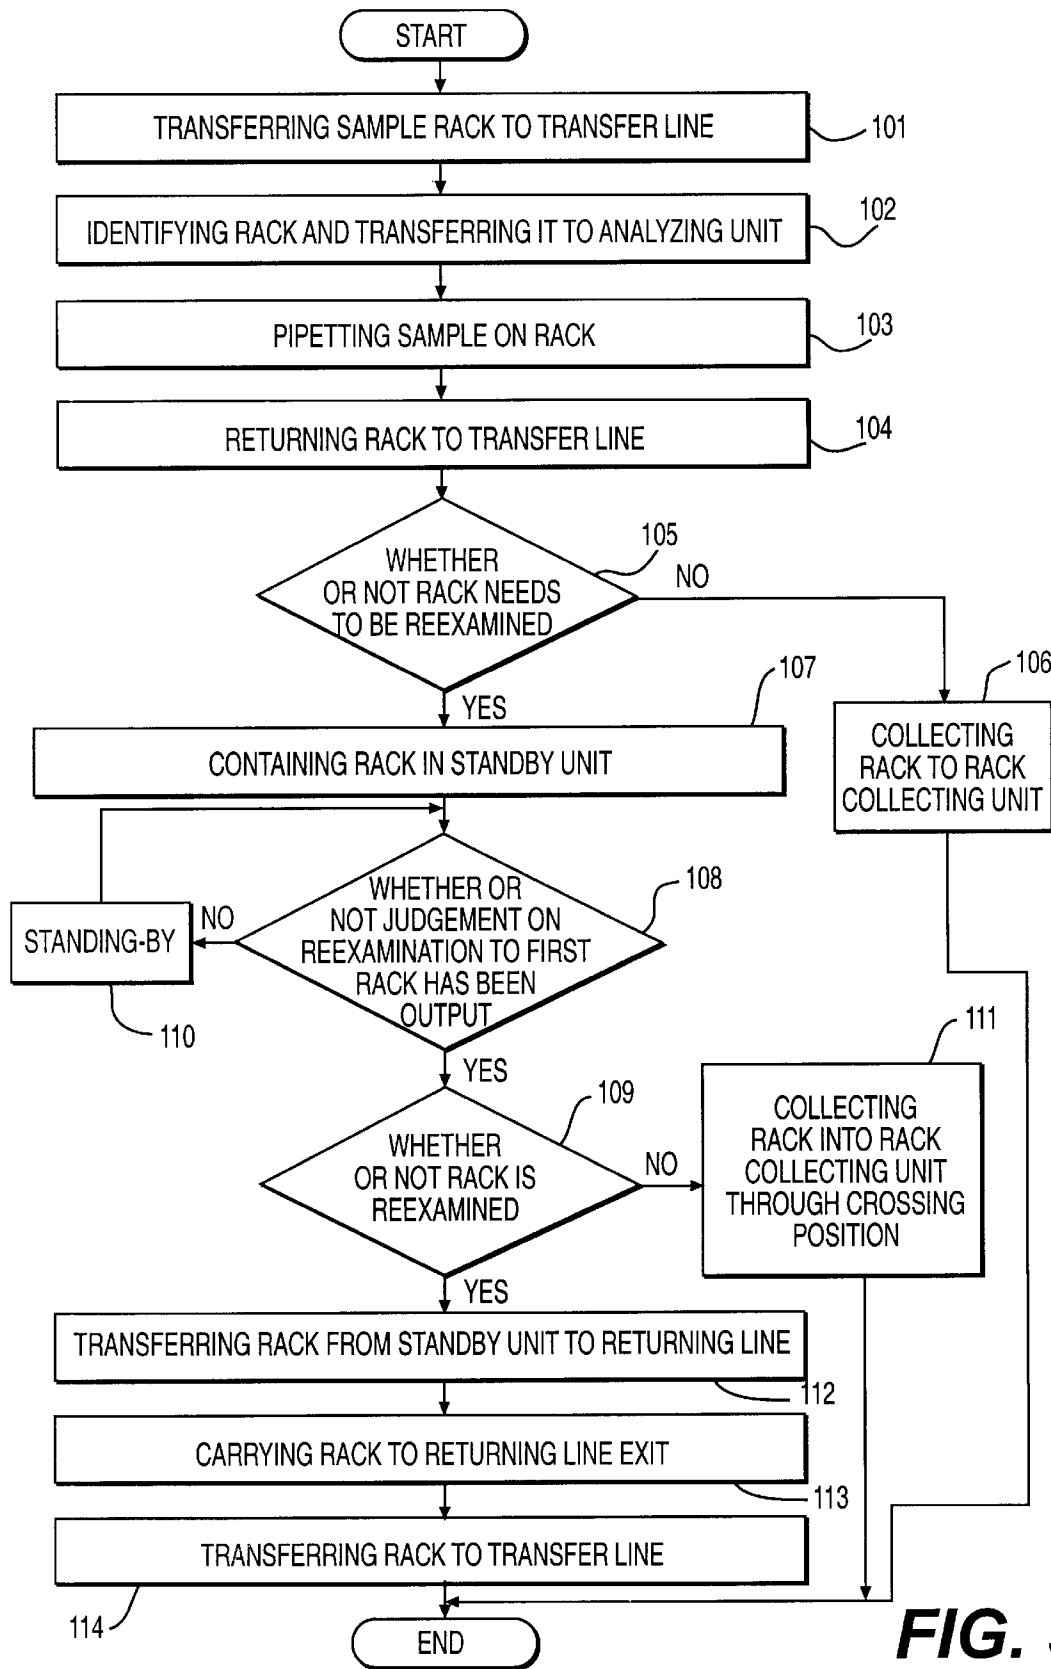 START
TRANSFERRING SAMPLE RACK TO TRANSFER LINE
101
IDENTIFYING RACK AND TRANSFERRING IT TO ANALYZING UNIT
102
PIPETTING SAMPLE ON RACK
103
RETURNING RACK TO TRANSFER LINE
104
WHETHER
OR NOT RACK NEEDS
TO BE REEXAMINED
105
NO
YES
106
COLLECTING
RACK TO RACK
COLLECTING UNIT
107
CONTAINING RACK IN STANDBY UNIT
WHETHER OR
NOT JUDGEMENT ON
REEXAMINATION TO FIRST
RACK HAS BEEN
OUTPUT
108
NO
STANDING-BY
110
YES
WHETHER
OR NOT RACK IS
REEXAMINED
109
NO
111
COLLECTING
RACK INTO RACK
COLLECTING UNIT
THROUGH CROSSING
POSITION
YES
TRANSFERRING RACK FROM STANDBY UNIT TO RETURNING LINE
112
CARRYING RACK TO RETURNING LINE EXIT
113
TRANSFERRING RACK TO TRANSFER LINE
114
END
FIG.